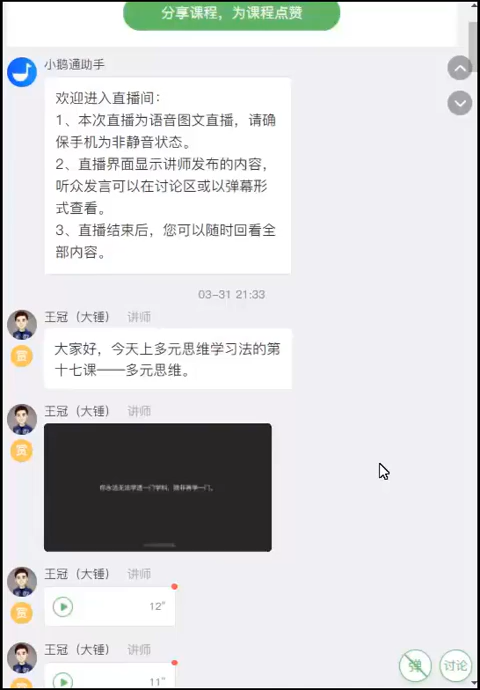 分享课程，为课程点赞
小鹅通助手
欢迎进入直播间：
1、本次直播为语音图文直播，请确
保手机为非静音状态。
2、直播界面显示讲师发布的内容，
听众发言可以在讨论区或以弹幕形
式查看。
3、直播结束后，您可以随时回看全
部内容。
03-31 21:33
王冠（大锤） 讲师
赏
大家好，今天上多元思维学习法的第
十七课——多元思维。
王冠（大锤） 讲师
赏
你永远无法学透一门学科，除非再学一门。
王冠（大锤） 讲师
赏
12"
王冠（大锤） 讲师
赏
11"
弹
讨论